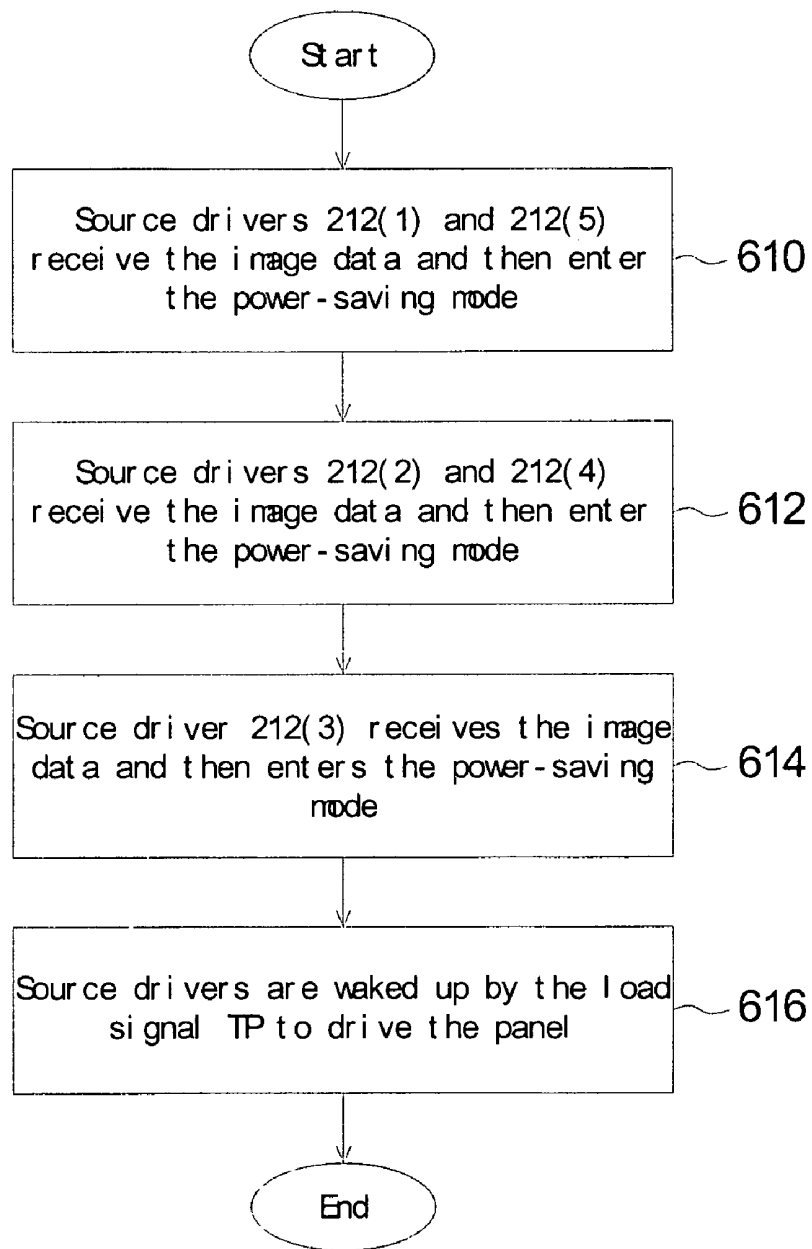 Start
Source drivers 212(1) and 212(5)
receive the image data and then enter
the power-saving mode
610
Source drivers 212(2) and 212(4)
receive the image data and then enter
the power-saving mode
612
Source driver 212(3) receives the image
data and then enters the power-saving
mode
614
Source drivers are waked up by the load
signal TP to drive the panel
616
End